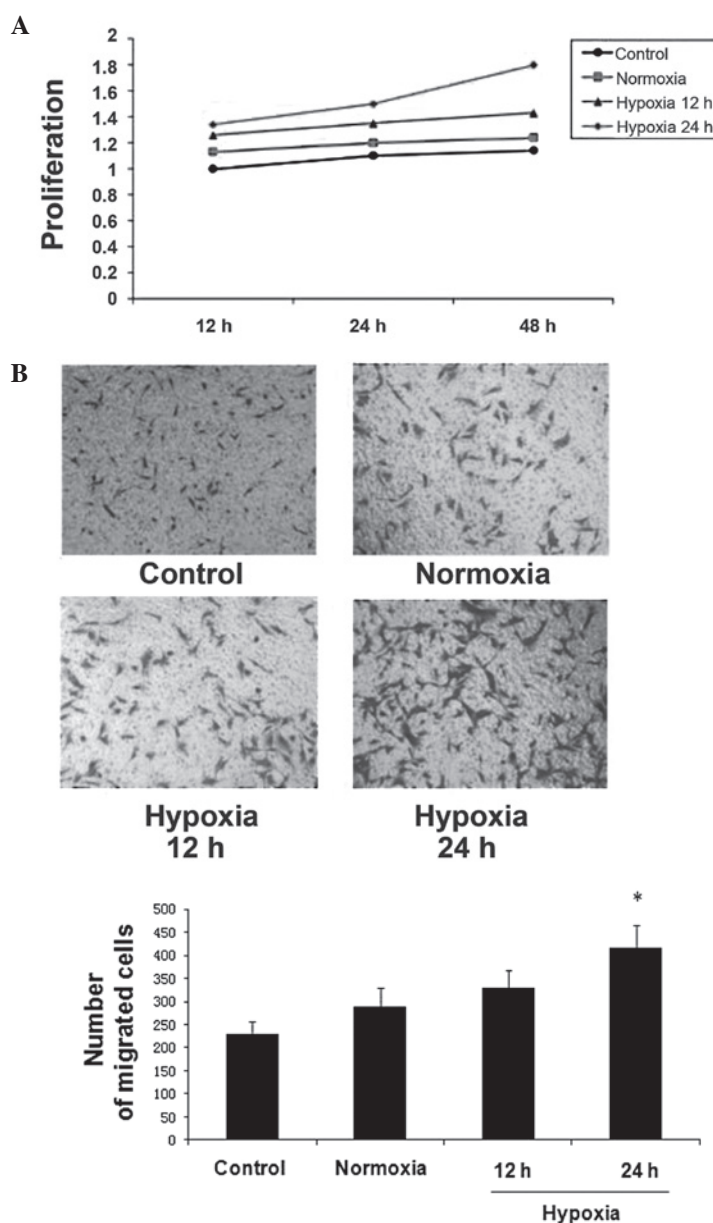 A
Proliferation
2
1.8
1.6
1.4
1.2
1
0.8
0.6
0.4
0.2
0
12 h 24 h 48 h
Control
Normoxia
Hypoxia 12 h
Hypoxia 24 h
B
Control Normoxia
Hypoxia Hypoxia
12 h 24 h
Number
of migrated cells
500
450
400
350
300
250
200
150
100
50
0
*
Control Normoxia 12 h 24 h
Hypoxia